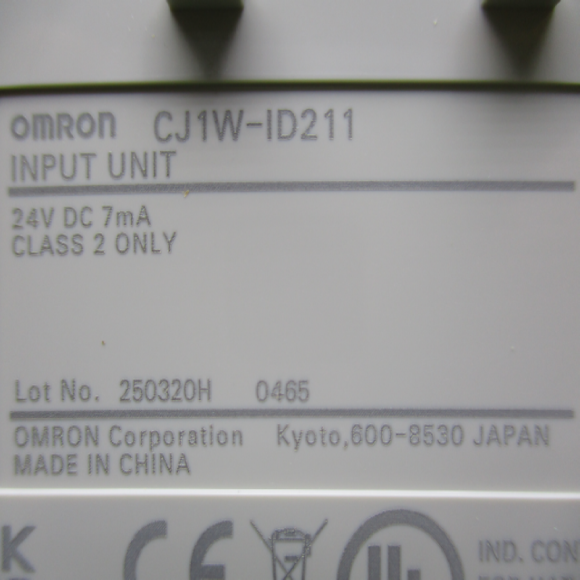 OMRON CJ1W-ID211
INPUT UNIT
24V DC 7mA
CLASS 2 ONLY
Lot No. 250320H 0465
OMRON Corporation Kyoto,600-8530 JAPAN
MADE IN CHINA
CE UL IND. CON